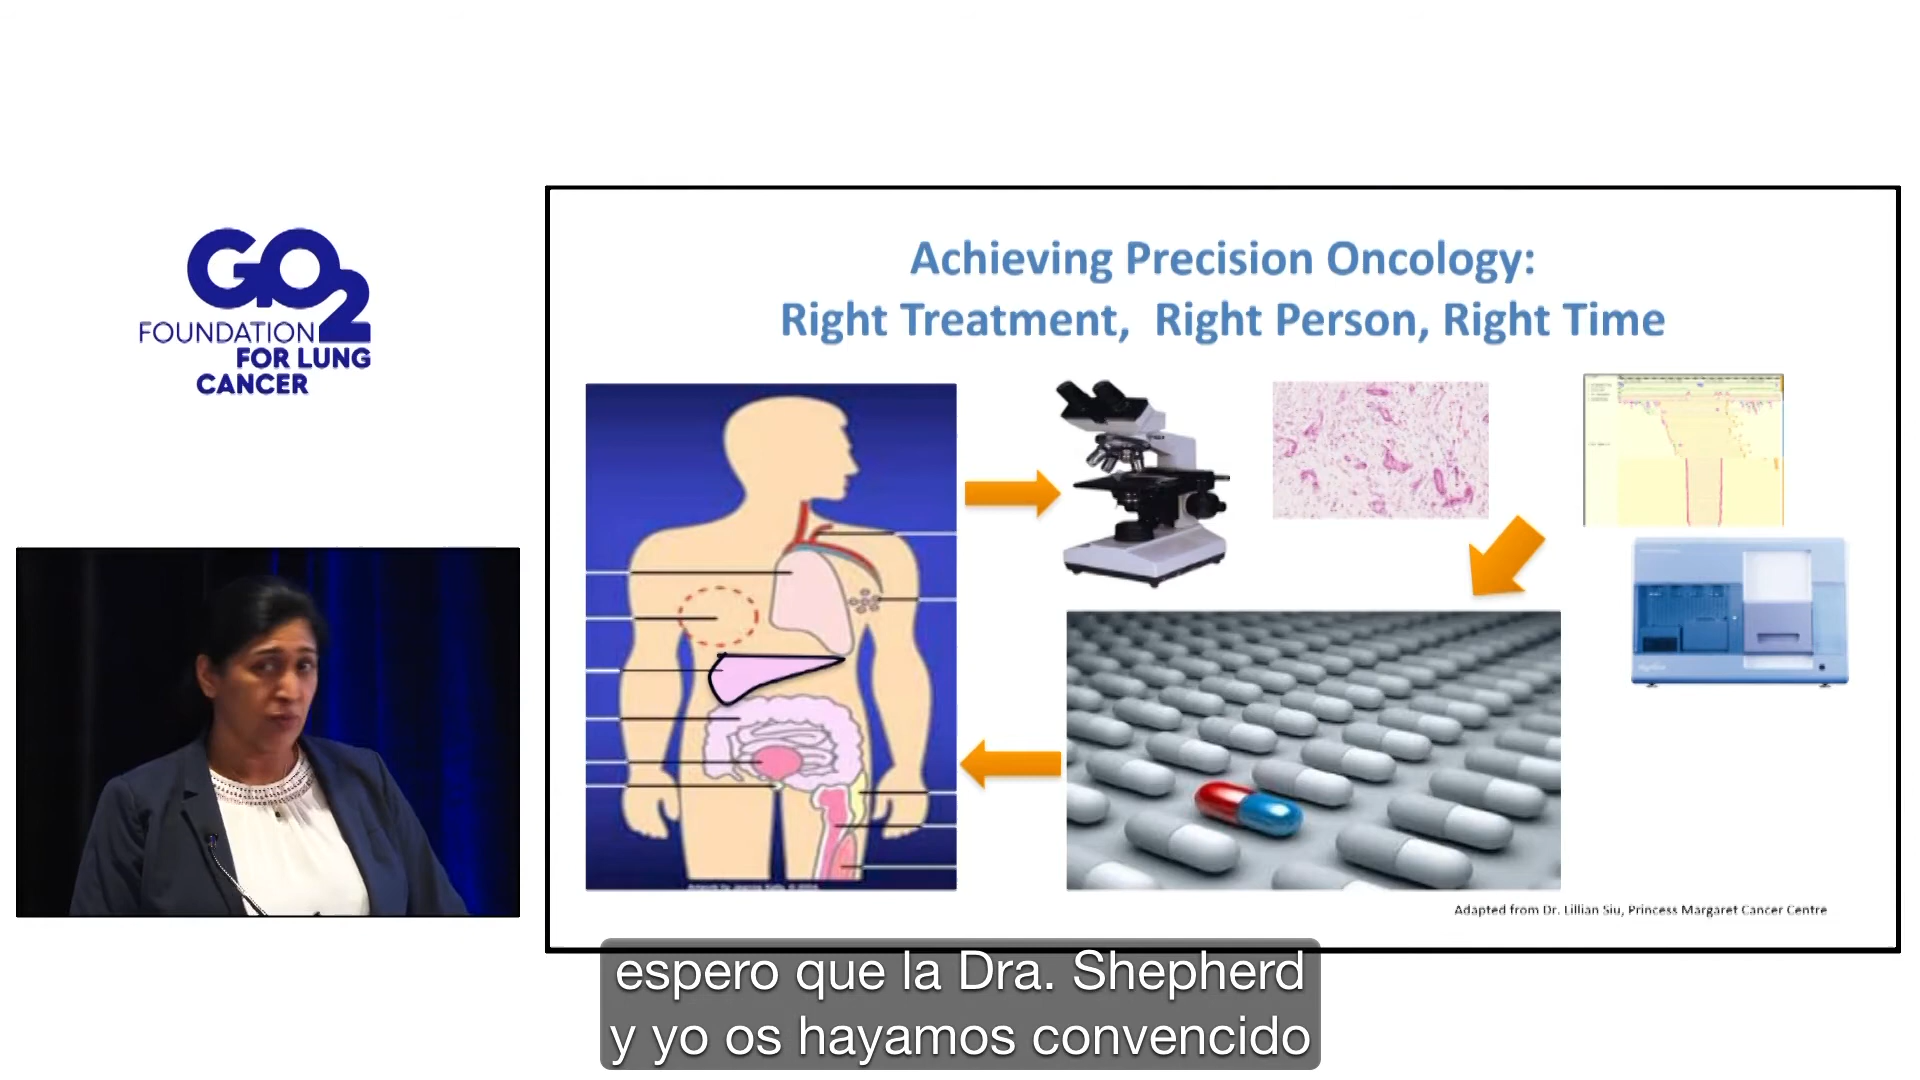 GO2
FOUNDATION
FOR LUNG
CANCER
Achieving Precision Oncology:
Right Treatment, Right Person, Right Time
Adapted from Dr. Lillian Siu, Princess Margaret Cancer Centre
espero que la Dra. Shepherd
y yo os hayamos convencido